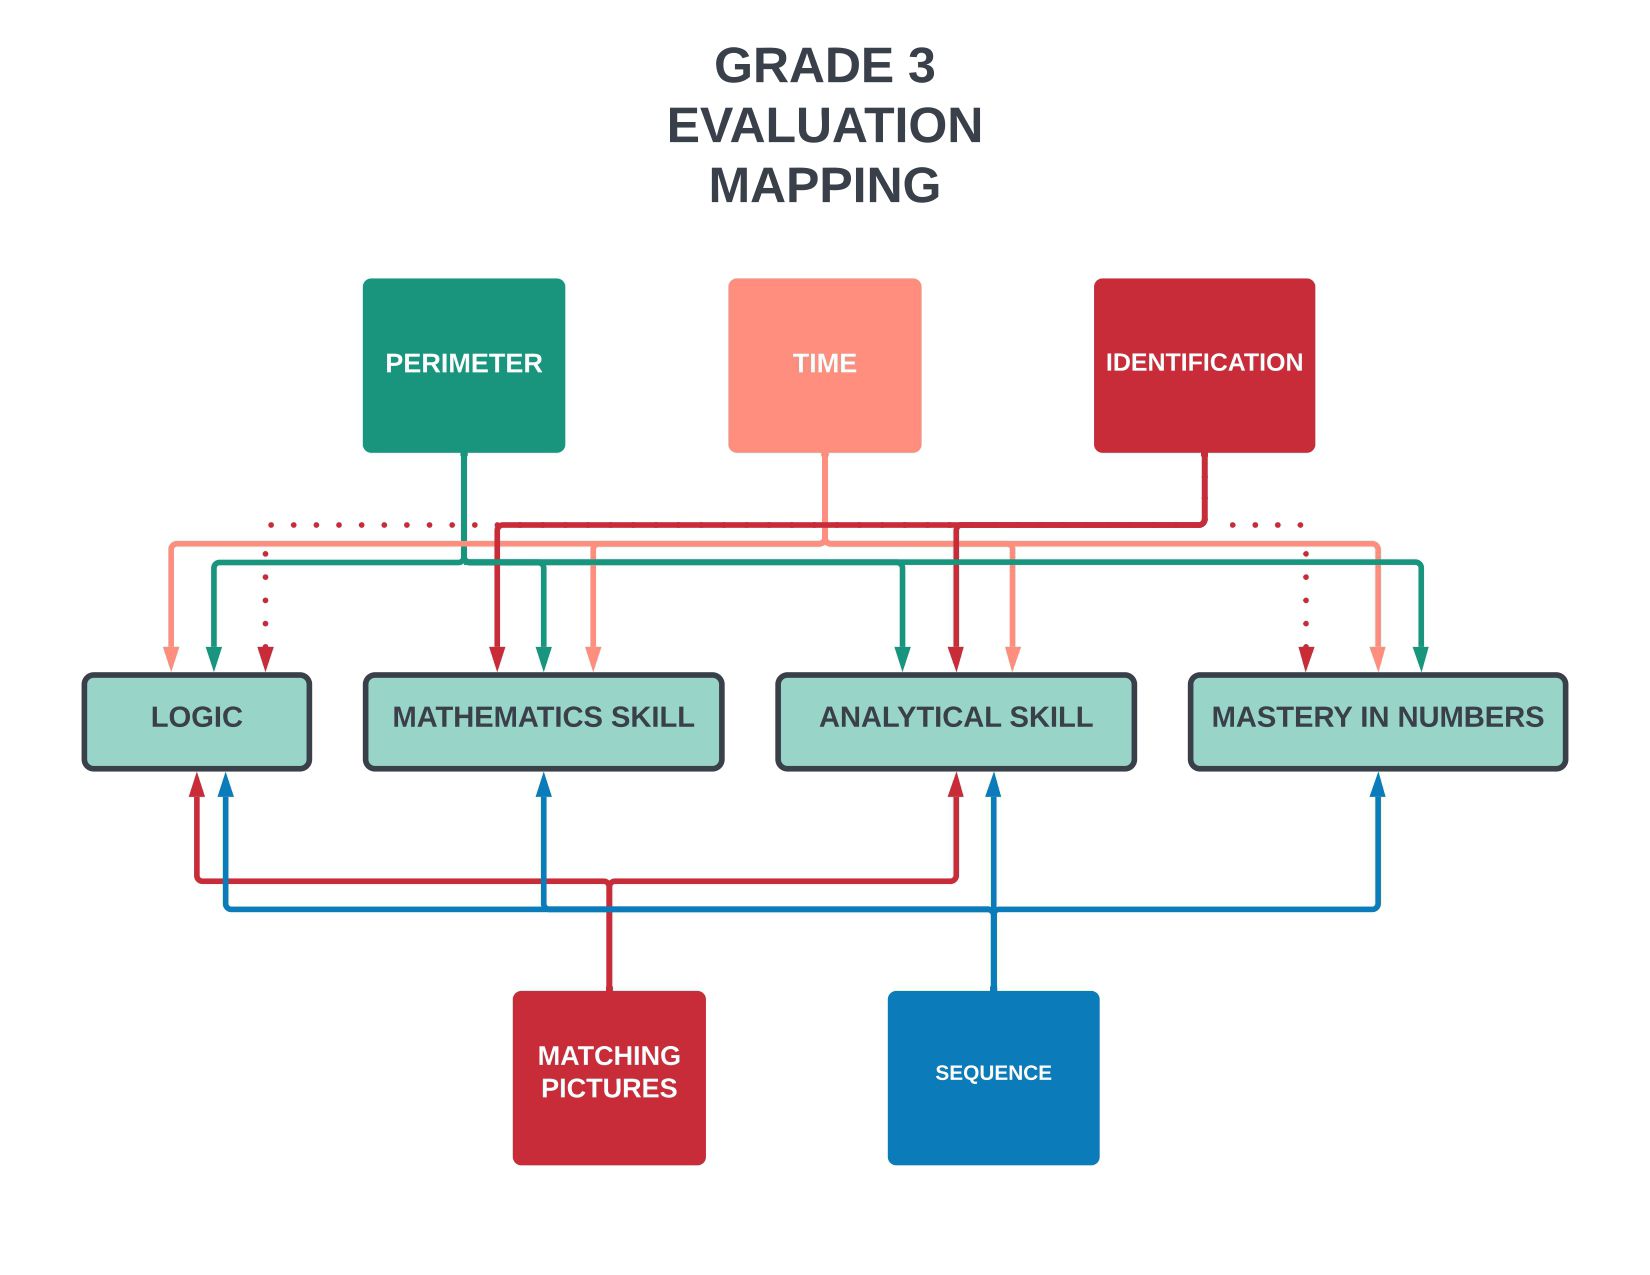 GRADE 3
EVALUATION
MAPPING
PERIMETER
TIME
IDENTIFICATION
LOGIC
MATHEMATICS SKILL
ANALYTICAL SKILL
MASTERY IN NUMBERS
MATCHING
PICTURES
SEQUENCE